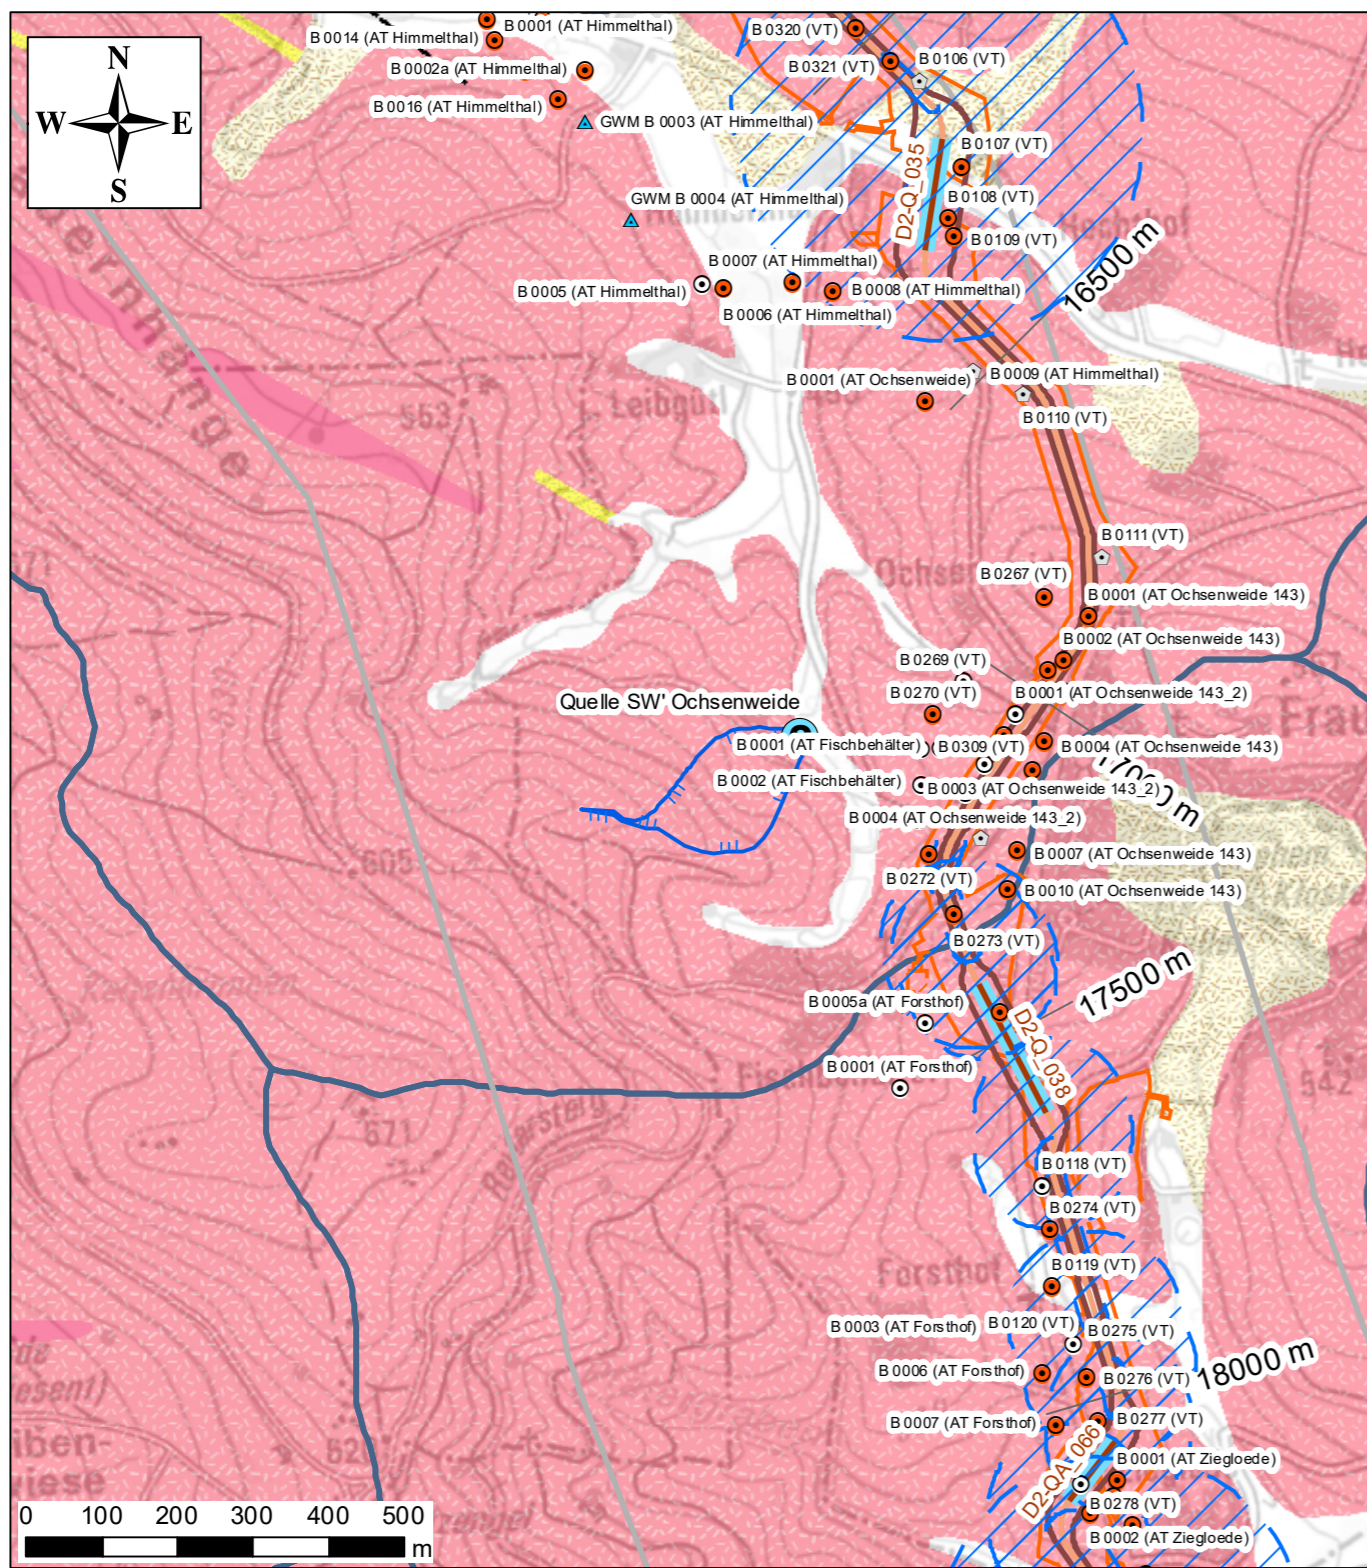 B 0001 (AT Himmelthal)
B 0014 (AT Himmelthal)
B 0002a (AT Himmelthal)
B 0016 (AT Himmelthal)
GWM B 0003 (AT Himmelthal)
GWM B 0004 (AT Himmelthal)
N
W
E
S
B 0320 (VT)
B 0321 (VT)
B 0106 (VT)
B 0107 (VT)
D2-Q_035
B 0108 (VT)
B 0109 (VT)
16500 m
B 0007 (AT Himmelthal)
B 0005 (AT Himmelthal)
B 0008 (AT Himmelthal)
B 0006 (AT Himmelthal)
B 0001 (AT Ochsenweide)
B 0009 (AT Himmelthal)
B 0110 (VT)
563
B 0111 (VT)
B 0267 (VT)
B 0001 (AT Ochsenweide 143)
B 0002 (AT Ochsenweide 143)
B 0269 (VT)
B 0270 (VT)
B 0001 (AT Ochsenweide 143_2)
Quelle SW' Ochsenweide
B 0001 (AT Fischbehälter)
B 0309 (VT)
B 0004 (AT Ochsenweide 143)
17000 m
B 0002 (AT Fischbehälter)
B 0003 (AT Ochsenweide 143_2)
B 0004 (AT Ochsenweide 143_2)
B 0007 (AT Ochsenweide 143)
B 0272 (VT)
B 0010 (AT Ochsenweide 143)
B 0273 (VT)
17500 m
B 0005a (AT Forsthof)
D2-Q_038
B 0001 (AT Forsthof)
542
671
B 0118 (VT)
B 0274 (VT)
Forsthof
B 0119 (VT)
B 0003 (AT Forsthof)
B 0120 (VT)
B 0275 (VT)
B 0006 (AT Forsthof)
B 0276 (VT)
18000 m
B 0007 (AT Forsthof)
B 0277 (VT)
D2-QA_066
B 0001 (AT Ziegloede)
B 0278 (VT)
B 0002 (AT Ziegloede)
0 100 200 300 400 500
m